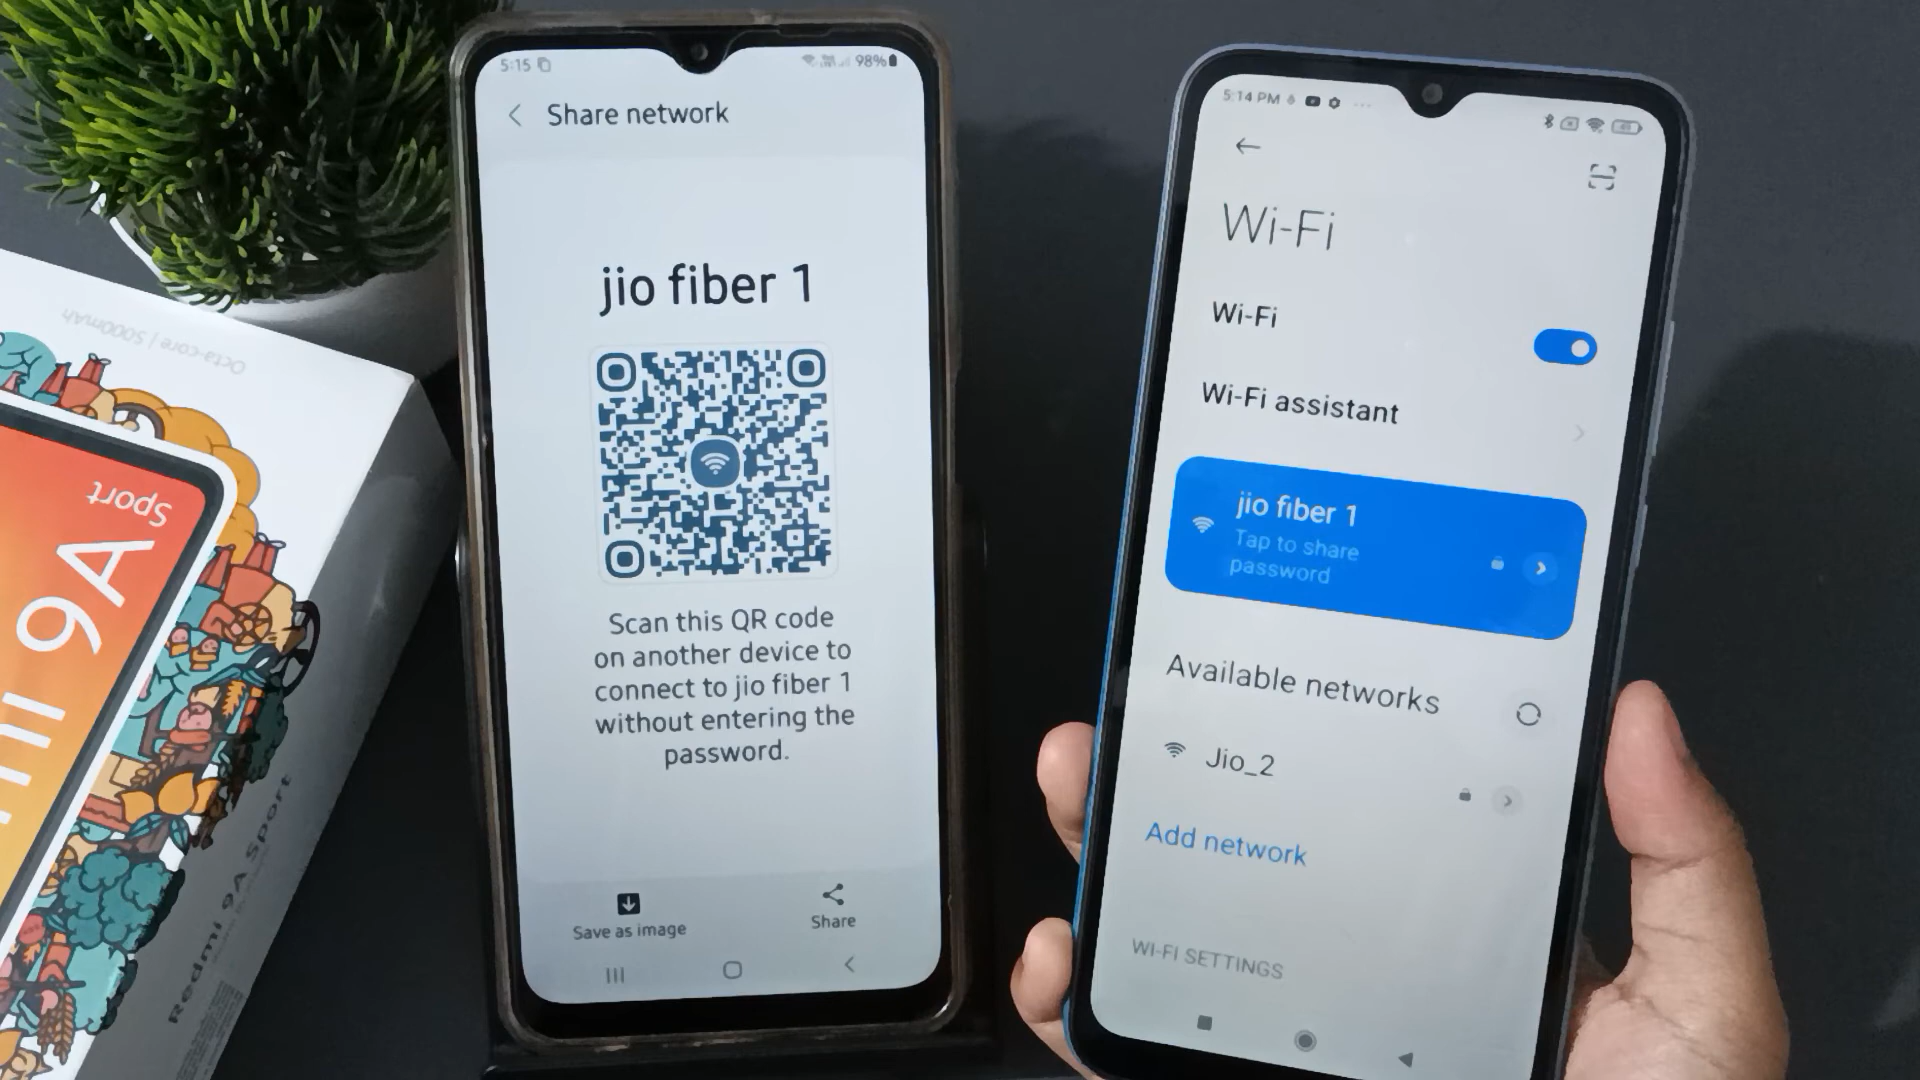 5:15
98%
Share network
jio fiber 1
Scan this QR code
on another device to
connect to jio fiber 1
without entering the
password.
Save as image
Share
5:14 PM
Wi-Fi
Wi-Fi
Wi-Fi assistant
jio fiber 1
Tap to share
password
Available networks
Jio_2
Add network
WI-FI SETTINGS
Octa-core | 5000mAh
Sport
9A
Redmi 9A Sport